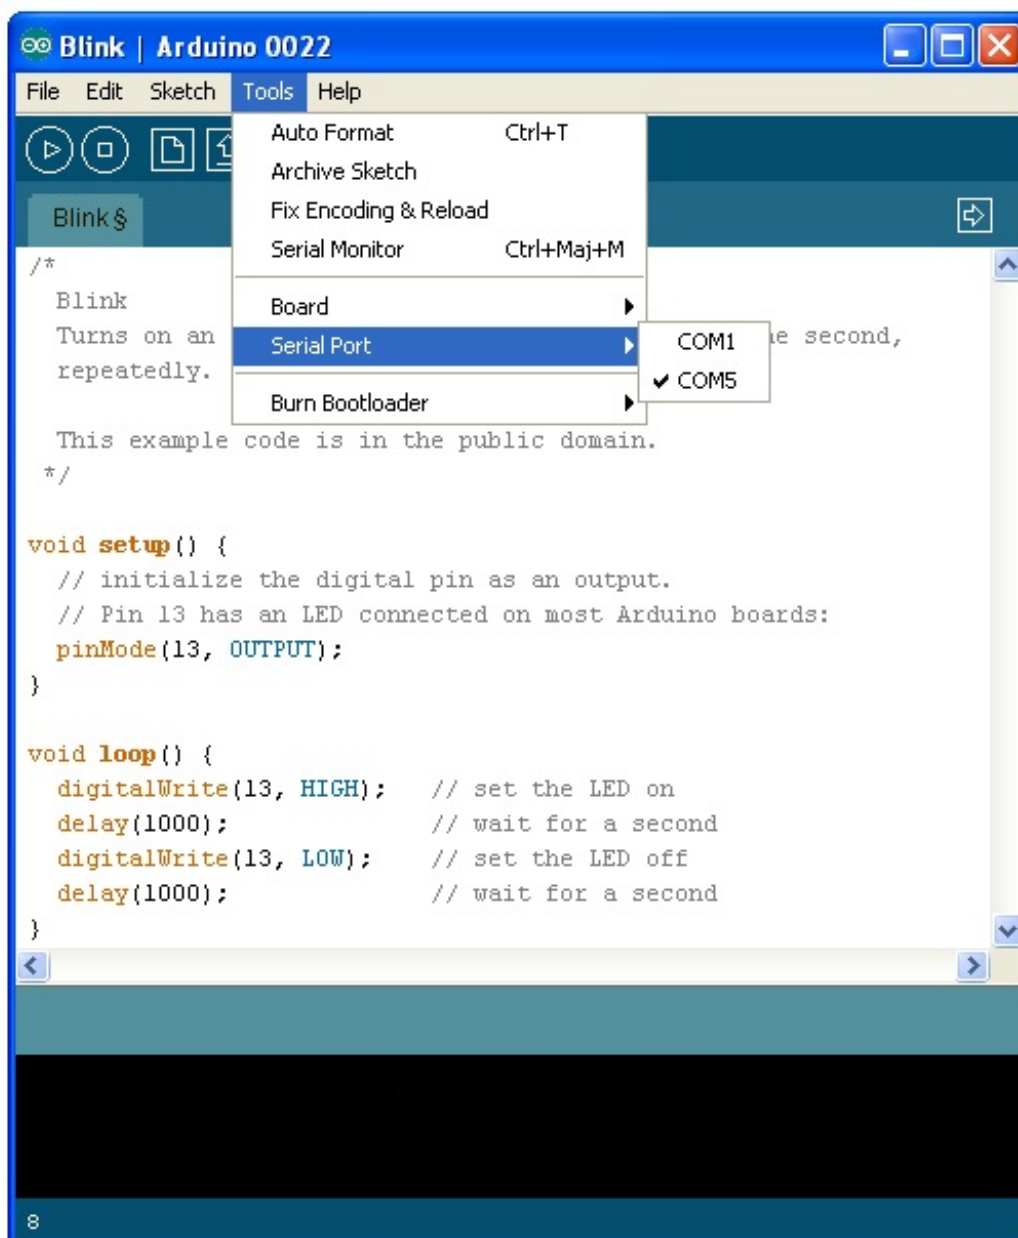 Blink | Arduino 0022
File Edit Sketch Tools Help
Auto Format Ctrl+T
Archive Sketch
Fix Encoding & Reload
Serial Monitor Ctrl+Maj+M
Board
Serial Port
COM1
COM5
Burn Bootloader
Blink§
/*
Blink
Turns on an e second,
repeatedly.
This example code is in the public domain.
*/
void setup() {
// initialize the digital pin as an output.
// Pin 13 has an LED connected on most Arduino boards:
pinMode(13, OUTPUT);
}
void loop() {
digitalWrite(13, HIGH); // set the LED on
delay(1000); // wait for a second
digitalWrite(13, LOW); // set the LED off
delay(1000); // wait for a second
}
8